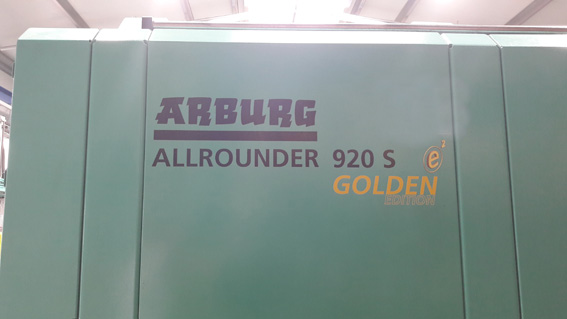 ARBURG
ALLROUNDER 920 S
e²
GOLDEN
EDITION